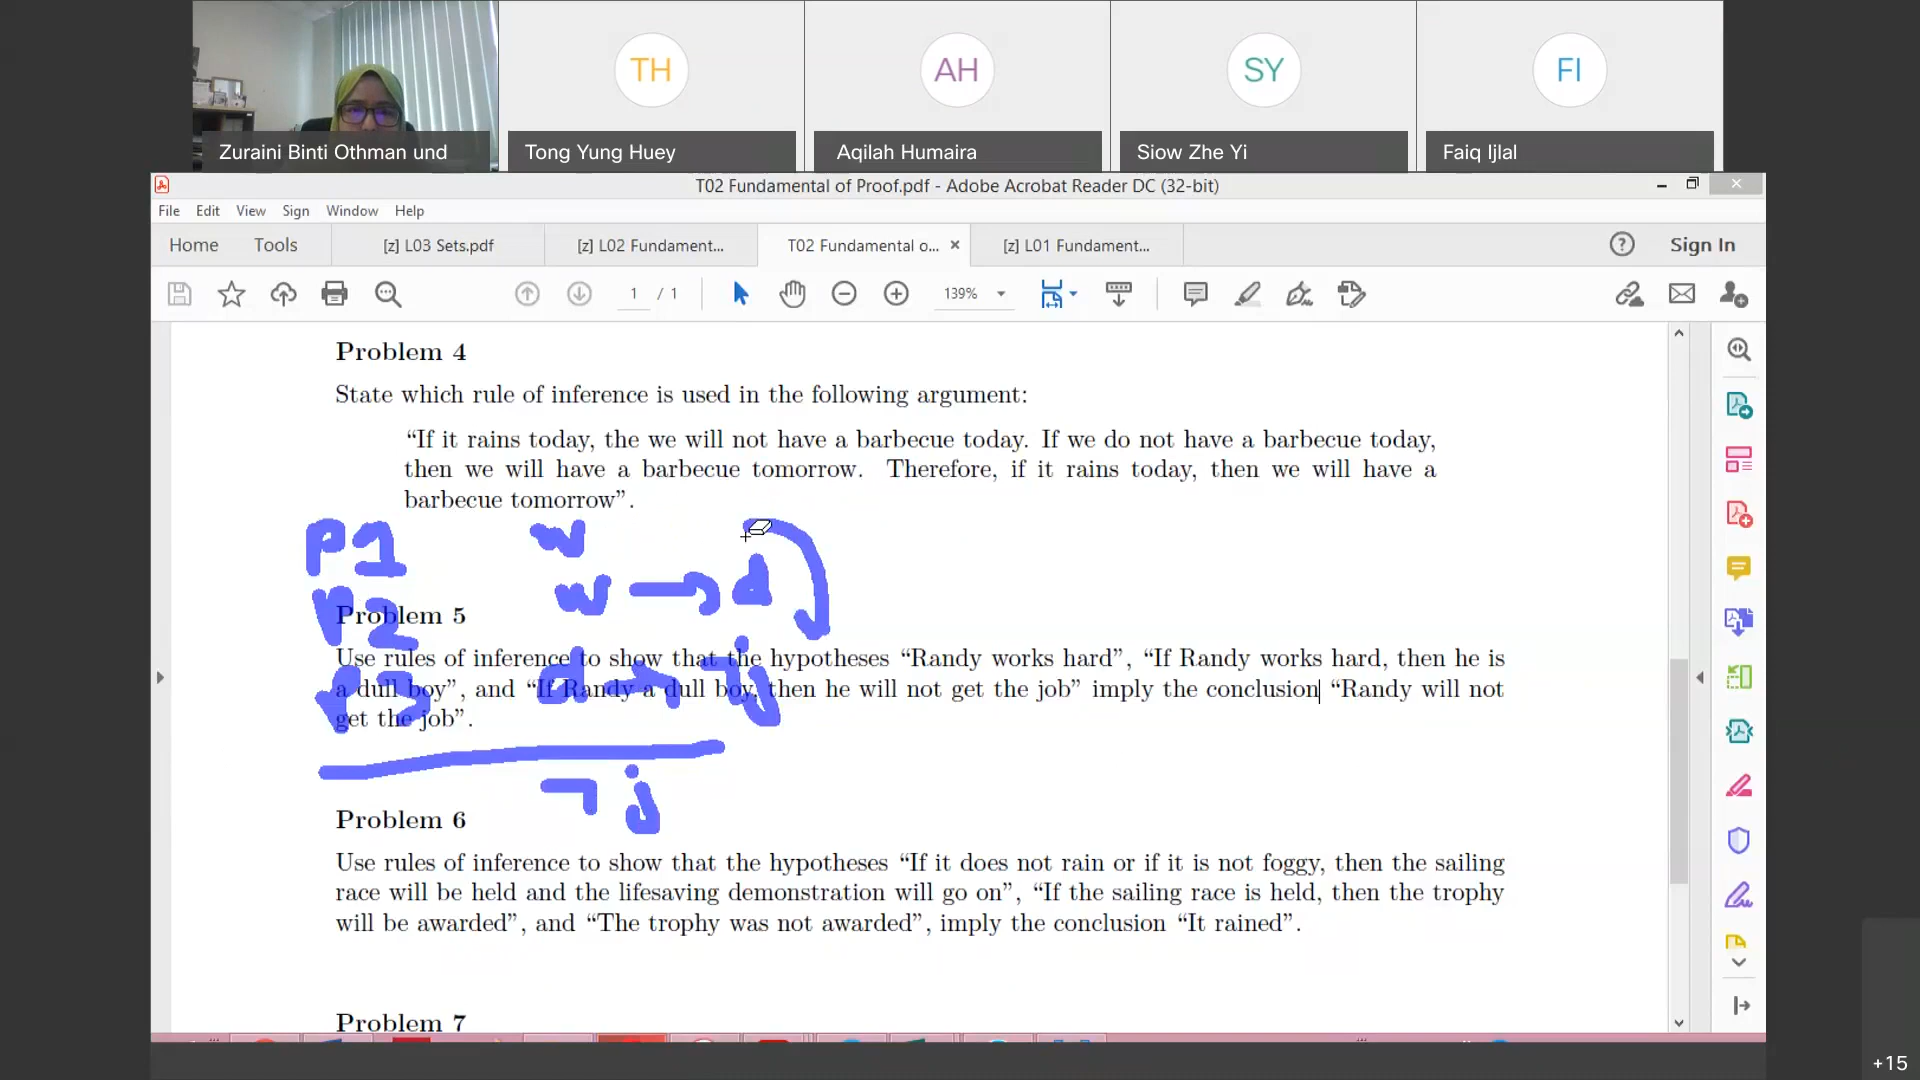 TH
AH
SY
FI
Zuraini Binti Othman und
Tong Yung Huey
Aqilah Humaira
Siow Zhe Yi
Faiq Ijlal
T02 Fundamental of Proof.pdf - Adobe Acrobat Reader DC (32-bit)
File Edit View Sign Window Help
Home Tools [z] L03 Sets.pdf [z] L02 Fundament... T02 Fundamental o... × [z] L01 Fundament... Sign In
1 / 1 139%
Problem 4
State which rule of inference is used in the following argument:
“If it rains today, the we will not have a barbecue today. If we do not have a barbecue today,
then we will have a barbecue tomorrow. Therefore, if it rains today, then we will have a
barbecue tomorrow”.
P1 w
P2 w → d
Problem 5
Use rules of inference to show that the hypotheses “Randy works hard”, “If Randy works hard, then he is
a dull boy”, and “If Randy a dull boy, then he will not get the job” imply the conclusion “Randy will not
get the job”.
P3 d → ¬j
¬j
Problem 6
Use rules of inference to show that the hypotheses “If it does not rain or if it is not foggy, then the sailing
race will be held and the lifesaving demonstration will go on”, “If the sailing race is held, then the trophy
will be awarded”, and “The trophy was not awarded”, imply the conclusion “It rained”.
Problem 7
+15